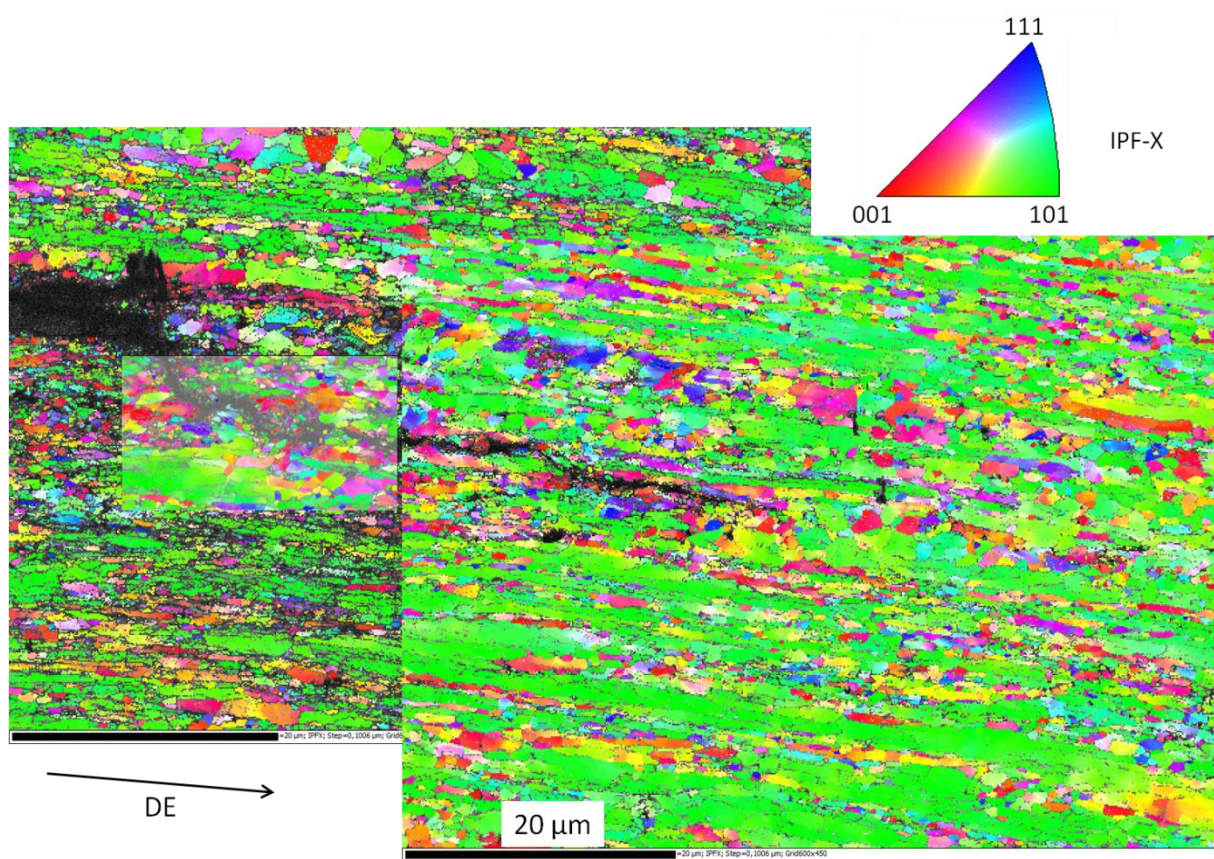 111
IPF-X
001
101
=20 µm; IPFX; Step=0,1006 µm; Grid6
DE
20 µm
=20 µm; IPFX; Step=0,1006 µm; Grid600x450